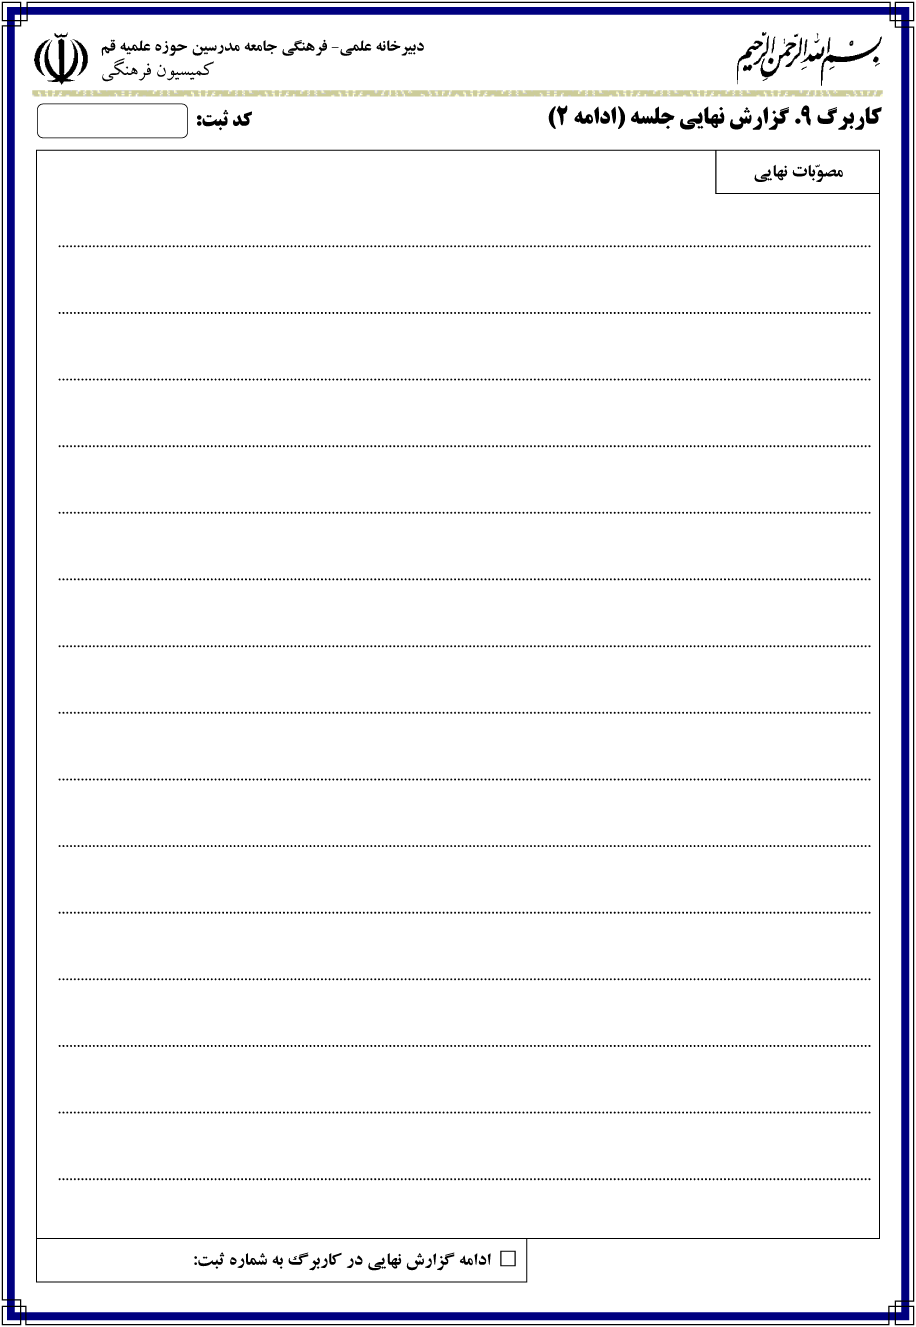 بسم الله الرحمن الرحیم
دبیرخانه علمی- فرهنگی جامعه مدرسین حوزه علمیه قم
کمیسیون فرهنگی
کاربرگ ۹. گزارش نهایی جلسه (ادامه ۲)
کد ثبت:
مصوّبات نهایی
□ ادامه گزارش نهایی در کاربرگ به شماره ثبت: